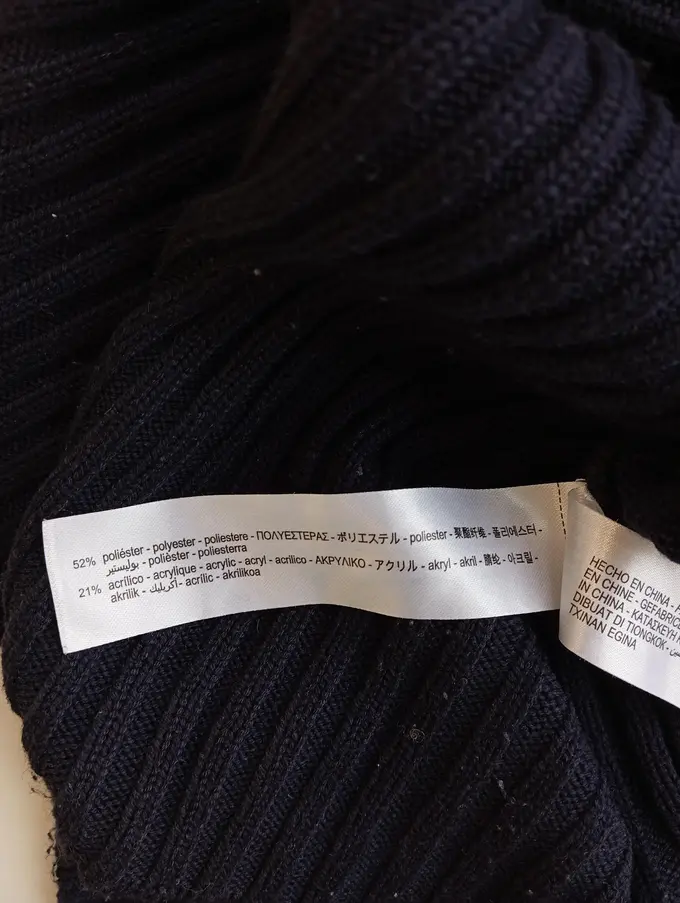 52% poliéster - polyester - poliestere - ΠΟΛΥΕΣΤΕΡΑΣ - ポリエステル - poliester - 聚酯纤维 - 폴리에스터 -
بوليستير - polièster - poliesterra
21% acrílico - acrylique - acrylic - acryl - acrilico - ΑΚΡΥΛΙΚΟ - アクリル - akryl - akril - 腈纶 - 아크릴 -
akrilik - أكريليك - acrílic - akrilikoa
HECHO EN CHINA -
EN CHINE - GEFABRIC
IN CHINA - ΚΑΤΑΣΚΕΥΗ
DIBUAT DI TIONGKOK -
TXINAN EGINA